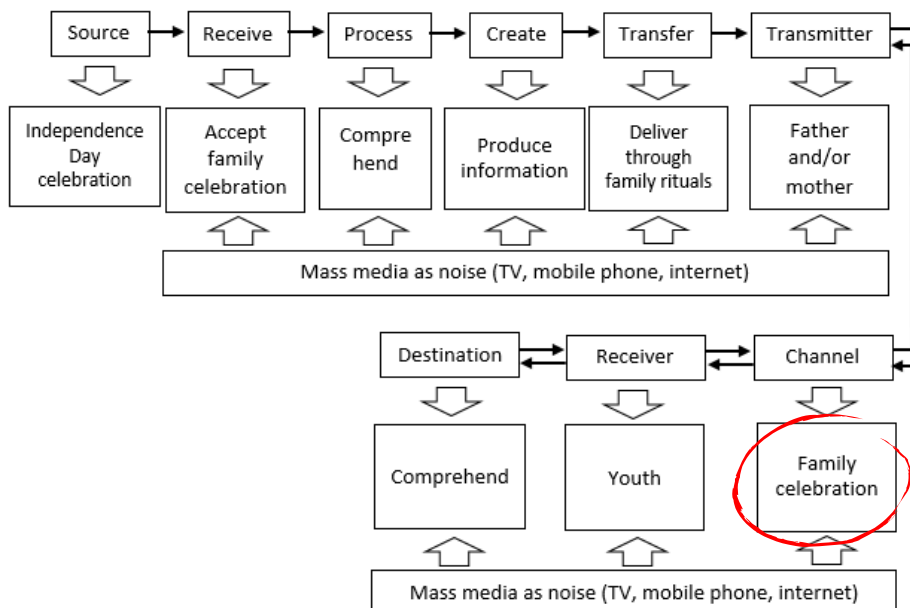 Source
Receive
Process
Create
Transfer
Transmitter
Independence
Day
celebration
Accept
family
celebration
Compre
hend
Produce
information
Deliver
through
family rituals
Father
and/or
mother
Mass media as noise (TV, mobile phone, internet)
Destination
Receiver
Channel
Comprehend
Youth
Family
celebration
Mass media as noise (TV, mobile phone, internet)